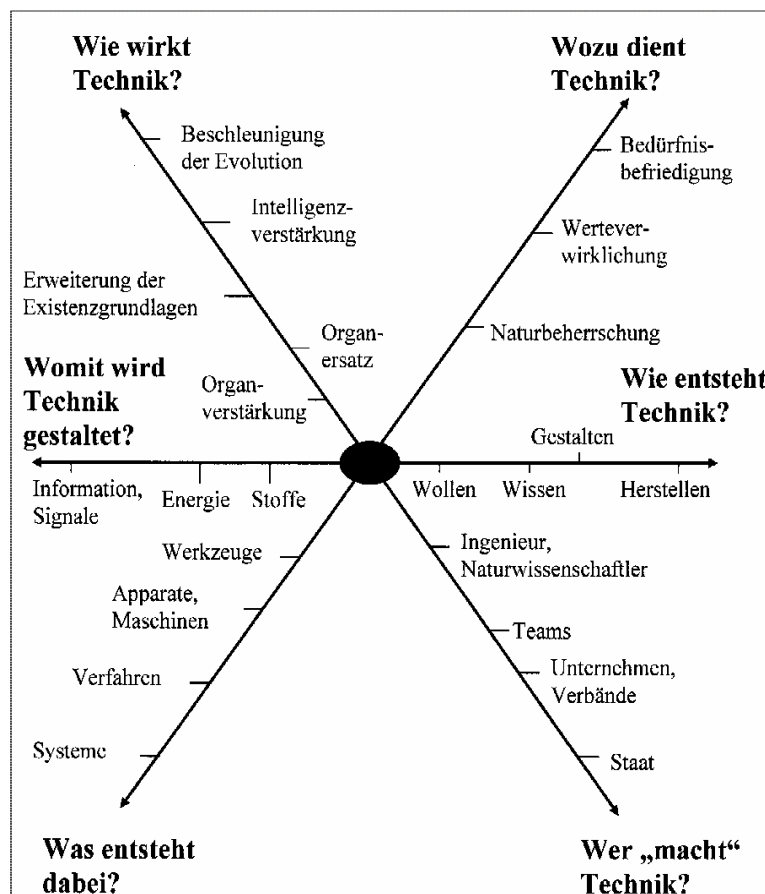 Wie wirkt
Technik?
Wozu dient
Technik?
Beschleunigung
der Evolution
Bedürfnis-
befriedigung
Intelligenz-
verstärkung
Wertever-
wirklichung
Erweiterung der
Existenzgrundlagen
Organ-
ersatz
Naturbeherrschung
Womit wird
Technik
gestaltet?
Organ-
verstärkung
Wie entsteht
Technik?
Gestalten
Information,
Signale
Energie
Stoffe
Wollen
Wissen
Herstellen
Werkzeuge
Ingenieur,
Naturwissenschaftler
Apparate,
Maschinen
Teams
Verfahren
Unternehmen,
Verbände
Systeme
Staat
Was entsteht
dabei?
Wer „macht“
Technik?